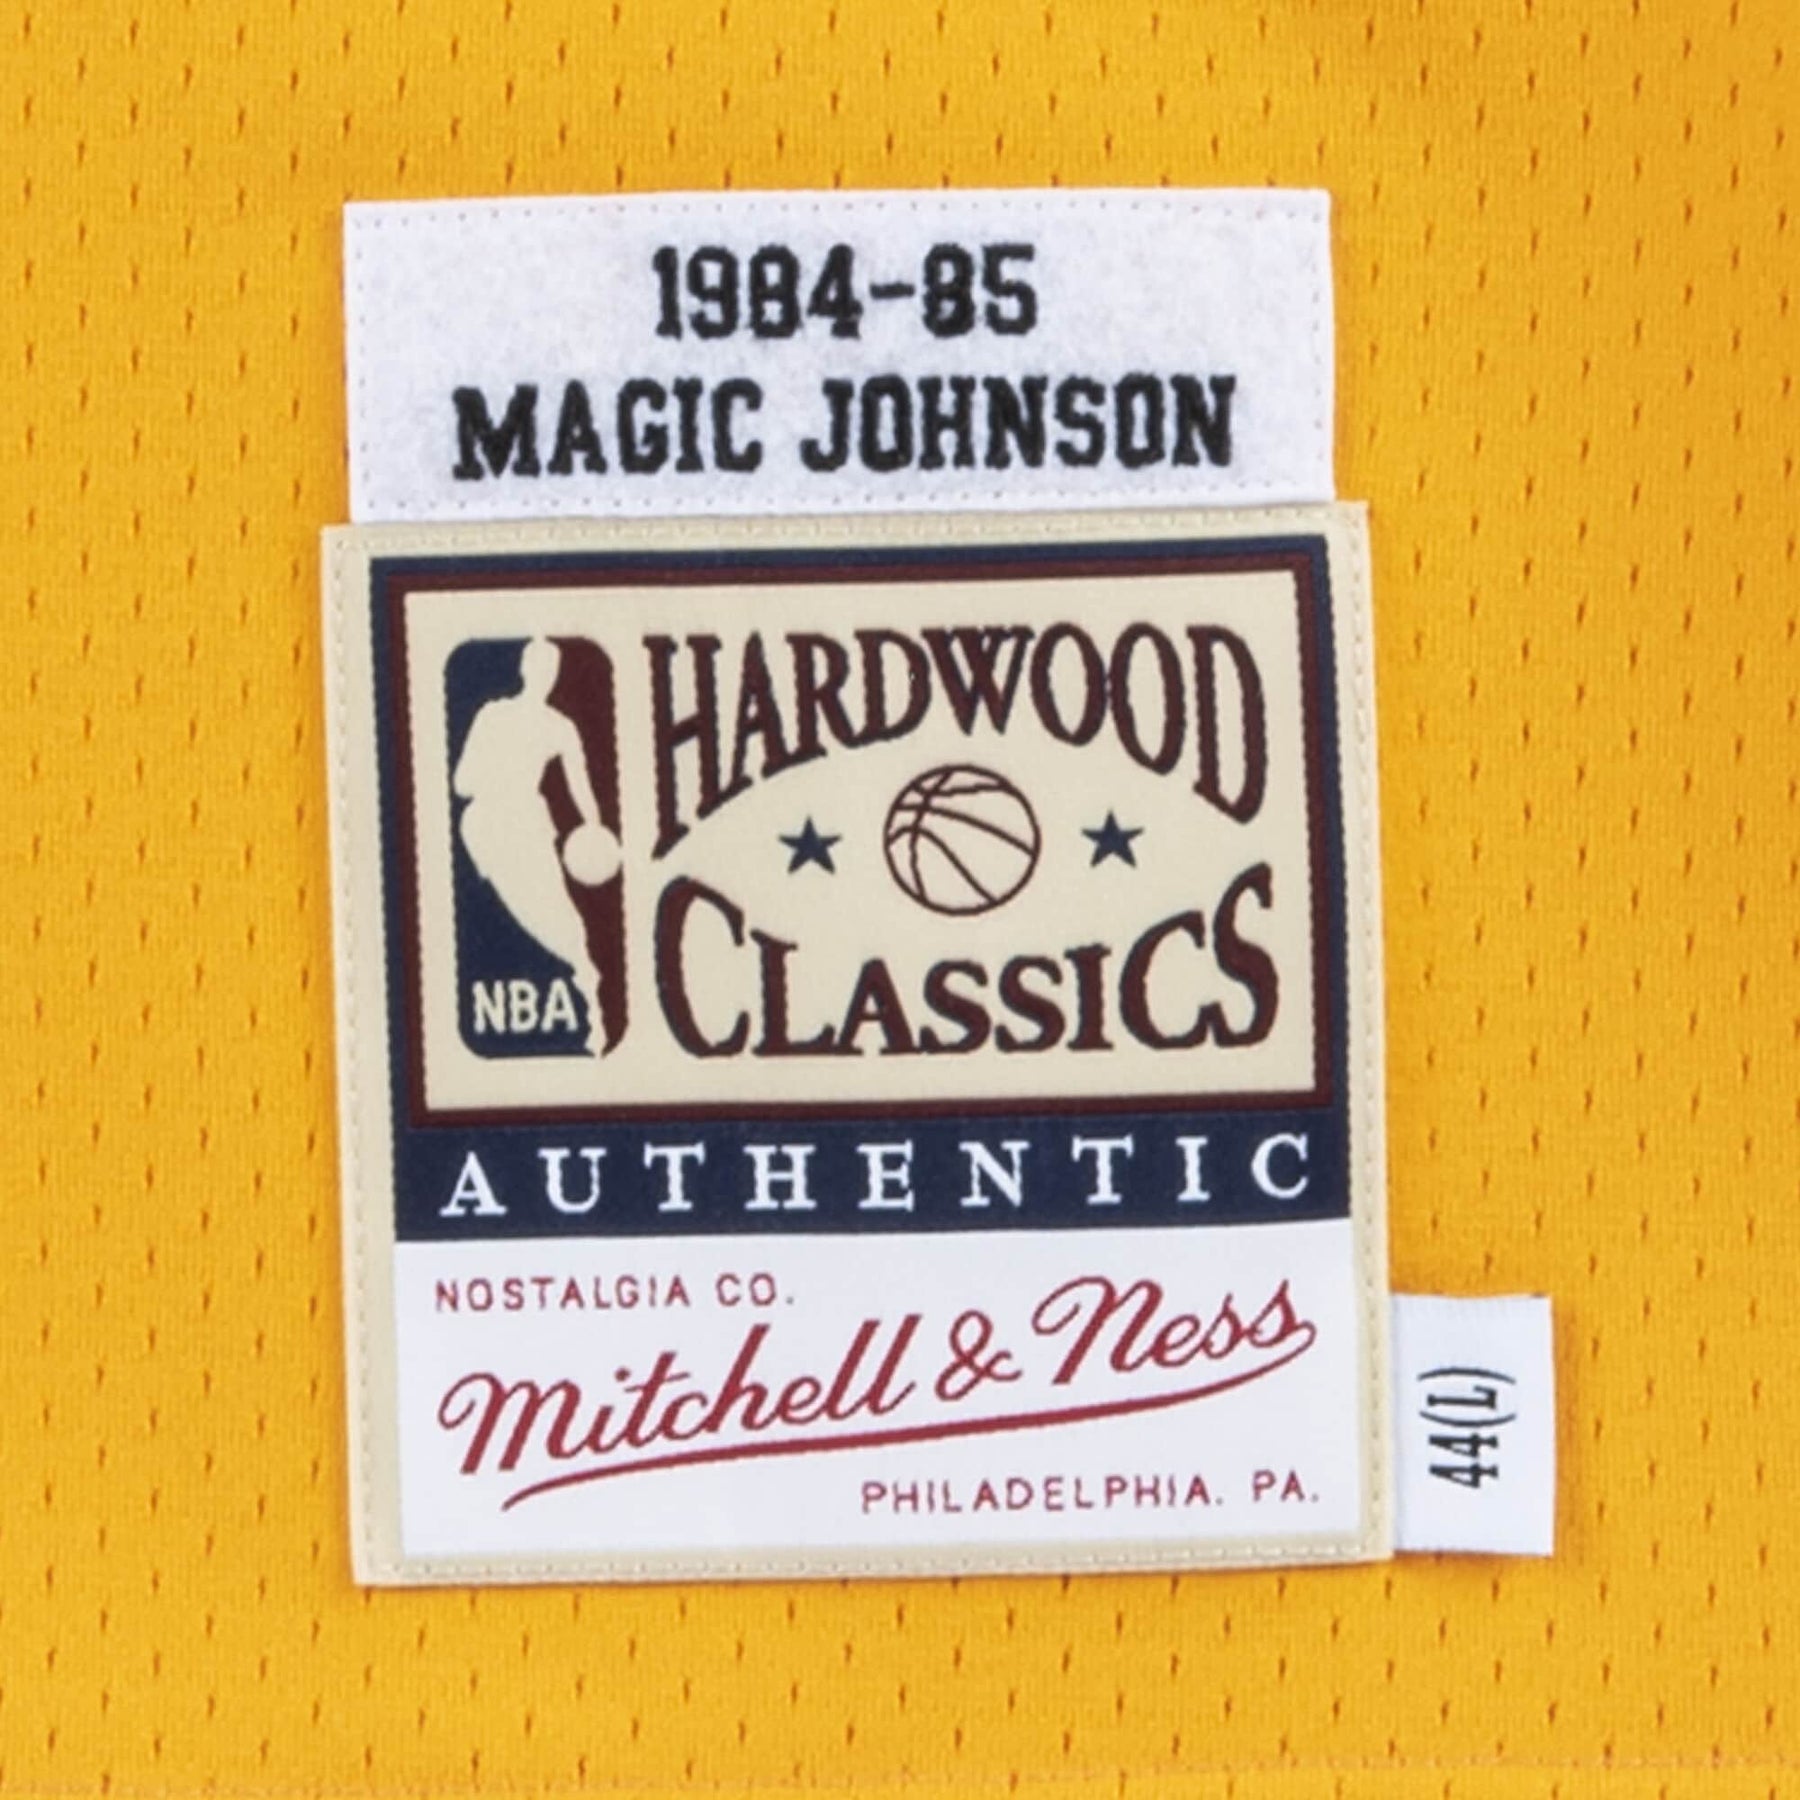 1984-85
MAGIC JOHNSON
HARDWOOD
CLASSICS
NBA
AUTHENTIC
NOSTALGIA CO.
Mitchell & Ness
PHILADELPHIA. PA.
44(L)